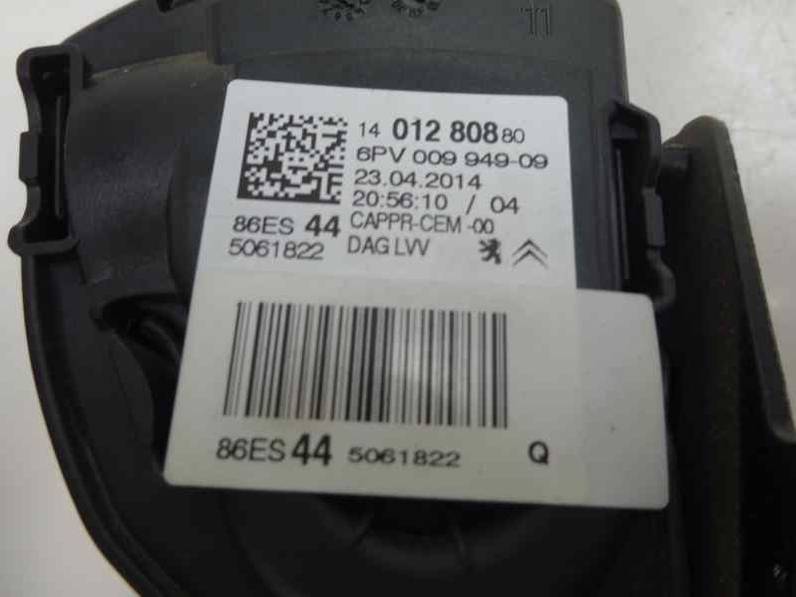 11
14 012 808 80
6PV 009 949-09
23.04.2014
20:56:10 / 04
86ES 44 CAPPR-CEM-00
5061822 DAG LVV
86ES 44 5061822 Q